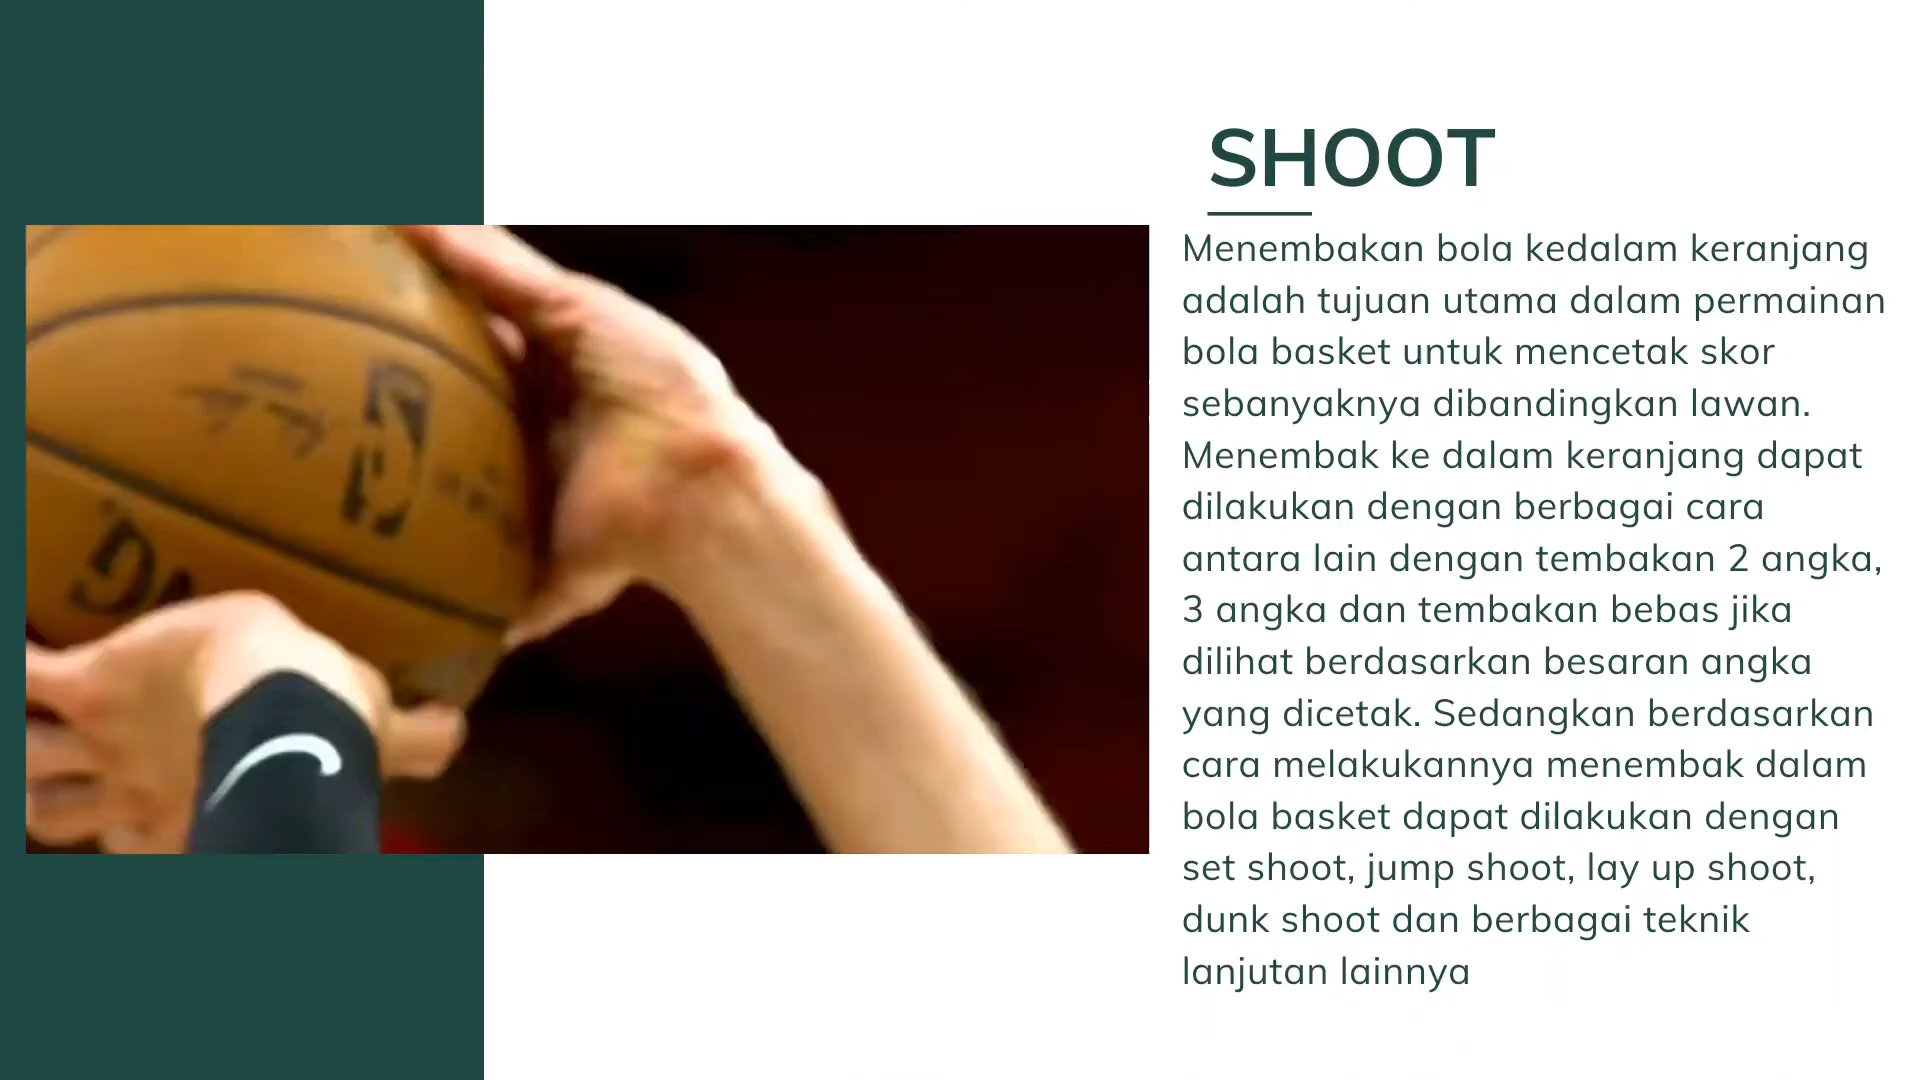 SHOOT
Menembakan bola kedalam keranjang
adalah tujuan utama dalam permainan
bola basket untuk mencetak skor
sebanyaknya dibandingkan lawan.
Menembak ke dalam keranjang dapat
dilakukan dengan berbagai cara
antara lain dengan tembakan 2 angka,
3 angka dan tembakan bebas jika
dilihat berdasarkan besaran angka
yang dicetak. Sedangkan berdasarkan
cara melakukannya menembak dalam
bola basket dapat dilakukan dengan
set shoot, jump shoot, lay up shoot,
dunk shoot dan berbagai teknik
lanjutan lainnya